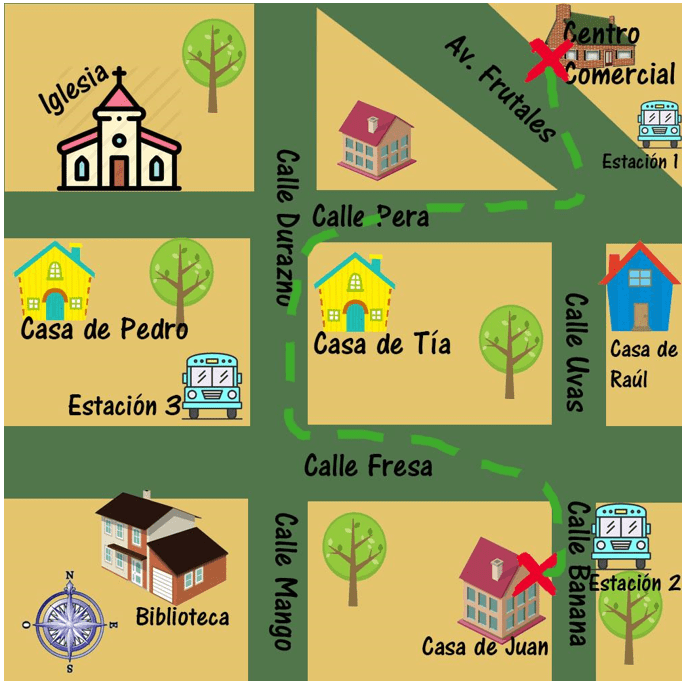 Centro
Comercial
Av. Frutales
Iglesia
Estación 1
Calle Duraznu
Calle Pera
Casa de Pedro
Casa de Tía
Calle Uvas
Casa de
Raúl
Estación 3
Calle Fresa
Calle Mango
Calle Banana
Estación 2
Biblioteca
Casa de Juan
N
O
E
S